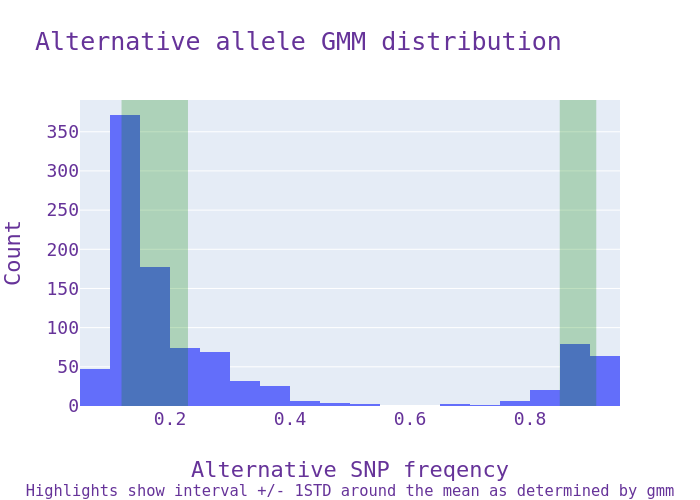 Alternative allele GMM distribution
350
300
250
200
150
100
50
0
Count
0.2 0.4 0.6 0.8
Alternative SNP freqency
Highlights show interval +/- 1STD around the mean as determined by gmm